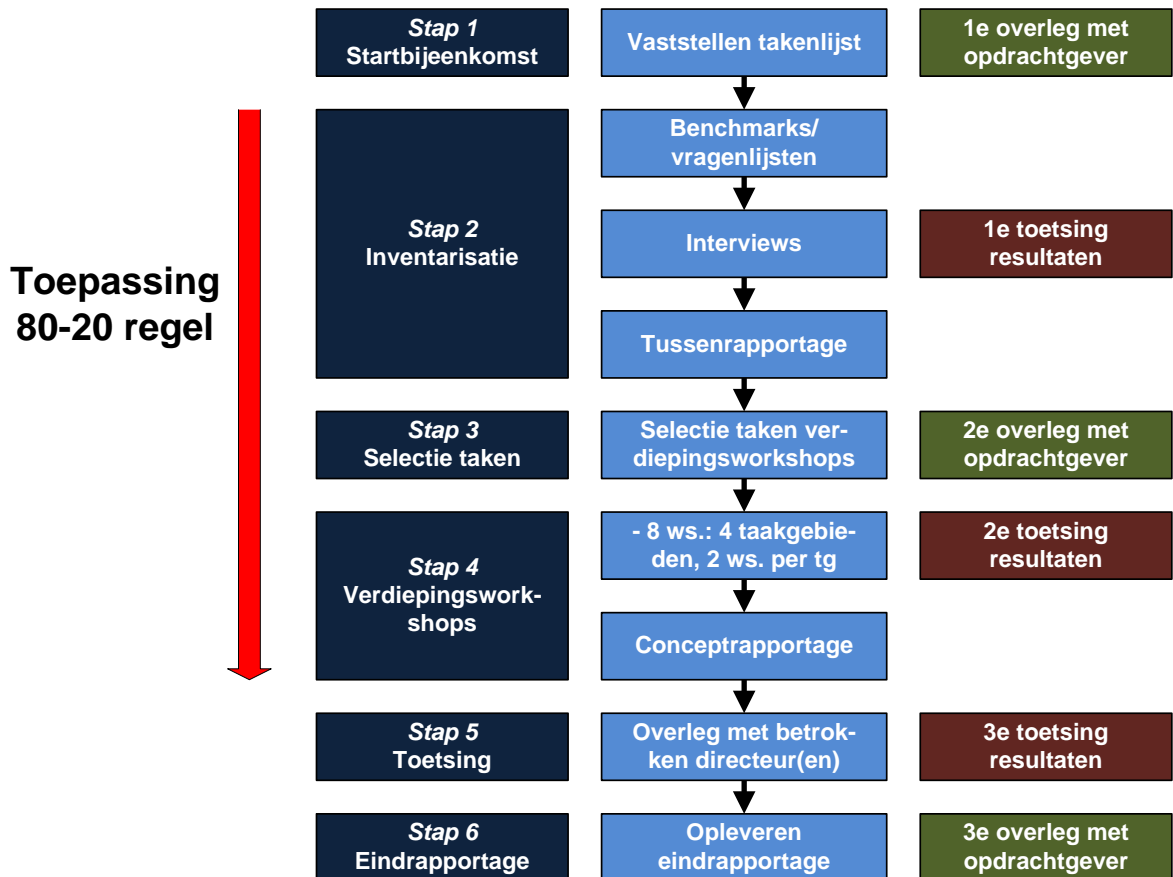 Stap 1
Startbijeenkomst
Vaststellen takenlijst
1e overleg met
opdrachtgever
Toepassing
80-20 regel
Stap 2
Inventarisatie
Benchmarks/
vragenlijsten
Interviews
1e toetsing
resultaten
Tussenrapportage
Stap 3
Selectie taken
Selectie taken ver-
diepingsworkshops
2e overleg met
opdrachtgever
Stap 4
Verdiepingswork-
shops
- 8 ws.: 4 taakgebie-
den, 2 ws. per tg
2e toetsing
resultaten
Conceptrapportage
Stap 5
Toetsing
Overleg met betrok-
ken directeur(en)
3e toetsing
resultaten
Stap 6
Eindrapportage
Opleveren
eindrapportage
3e overleg met
opdrachtgever